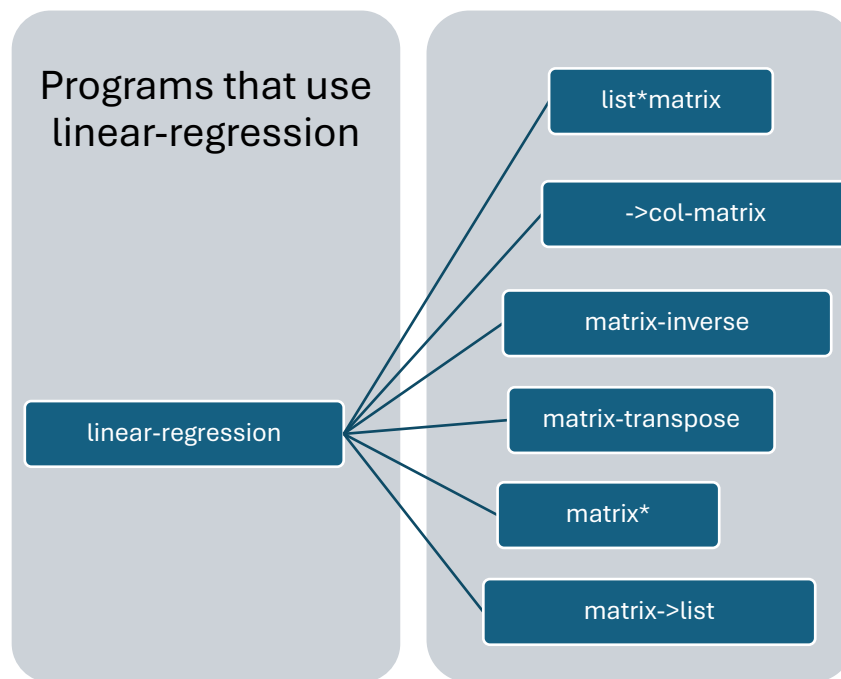 Programs that use
linear-regression
linear-regression
list*matrix
->col-matrix
matrix-inverse
matrix-transpose
matrix*
matrix->list